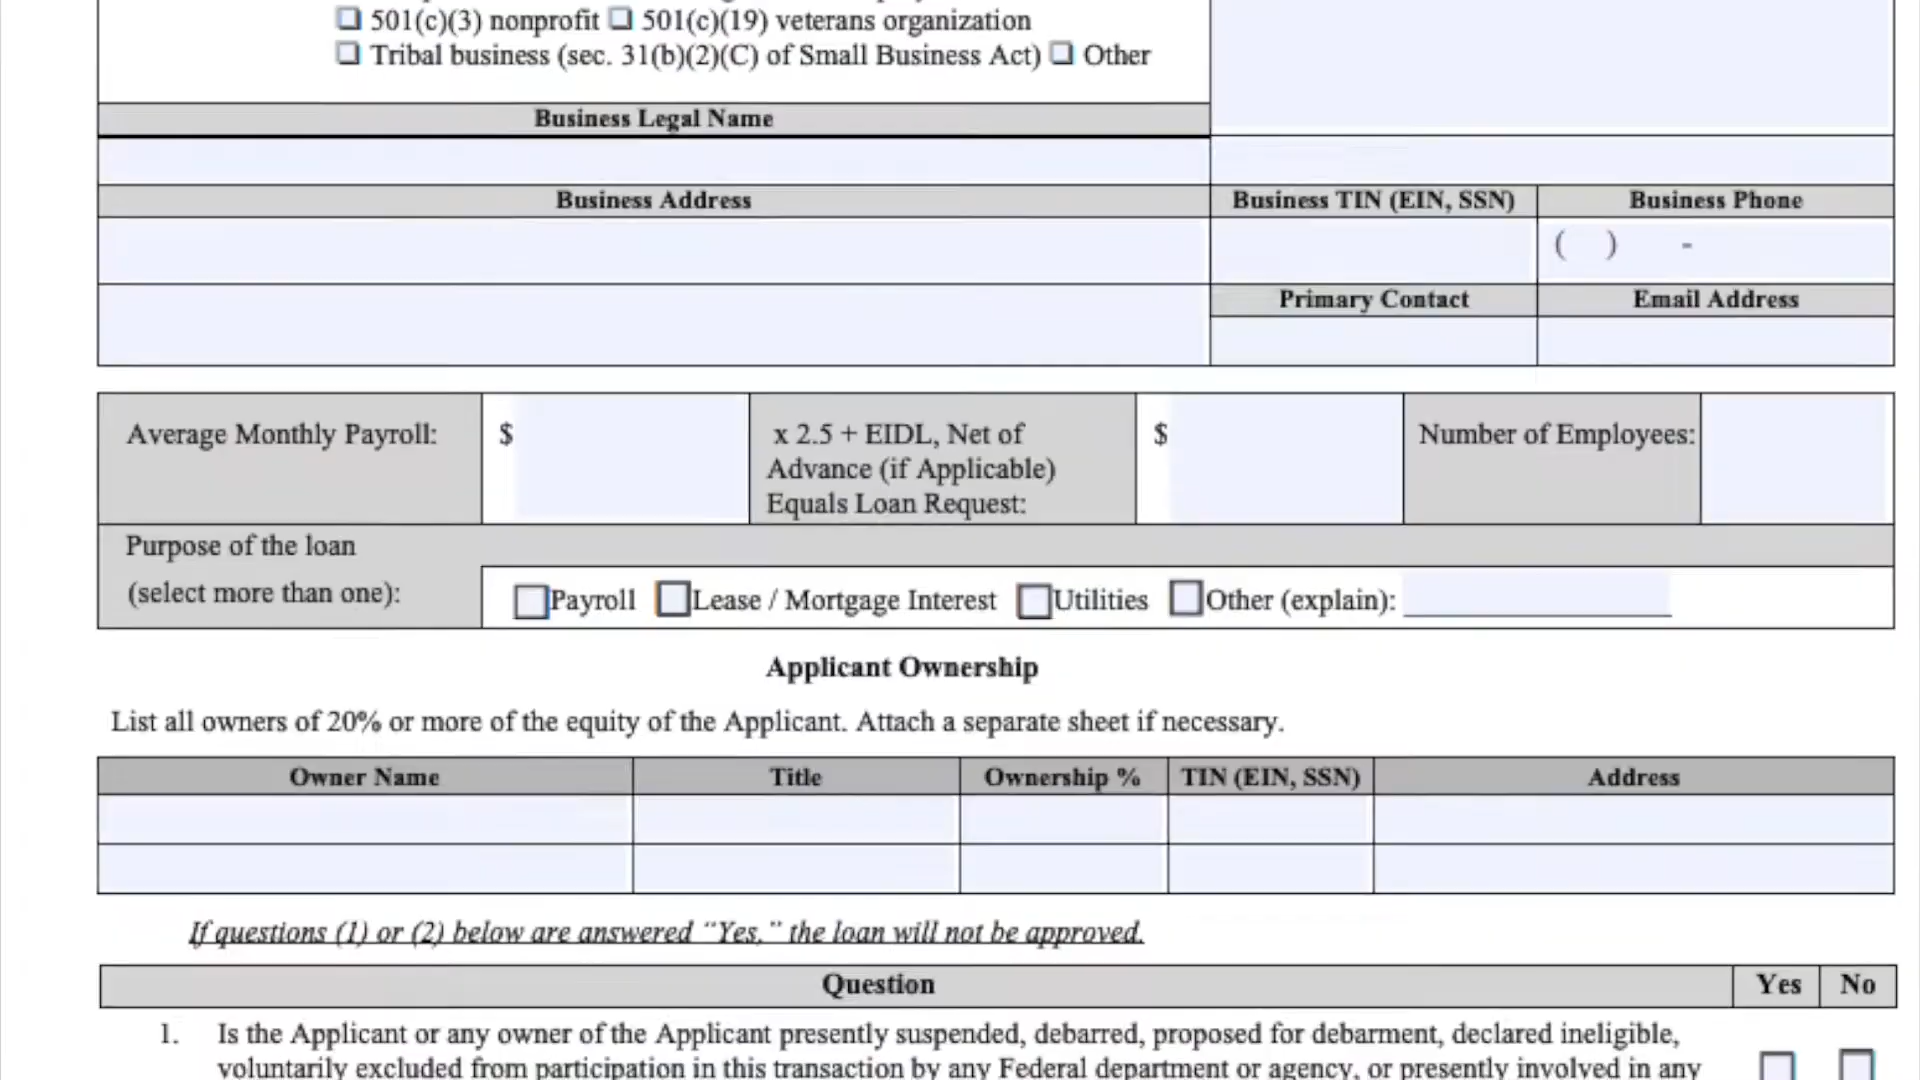 501(c)(3) nonprofit 501(c)(19) veterans organization
Tribal business (sec. 31(b)(2)(C) of Small Business Act) Other
Business Legal Name
Business Address Business TIN (EIN, SSN) Business Phone
( ) -
Primary Contact Email Address
Average Monthly Payroll: $ x 2.5 + EIDL, Net of $ Number of Employees:
Advance (if Applicable)
Equals Loan Request:
Purpose of the loan
(select more than one): Payroll Lease / Mortgage Interest Utilities Other (explain):
Applicant Ownership
List all owners of 20% or more of the equity of the Applicant. Attach a separate sheet if necessary.
Owner Name Title Ownership % TIN (EIN, SSN) Address
If questions (1) or (2) below are answered “Yes,” the loan will not be approved.
Question Yes No
1. Is the Applicant or any owner of the Applicant presently suspended, debarred, proposed for debarment, declared ineligible,
voluntarily excluded from participation in this transaction by any Federal department or agency, or presently involved in any